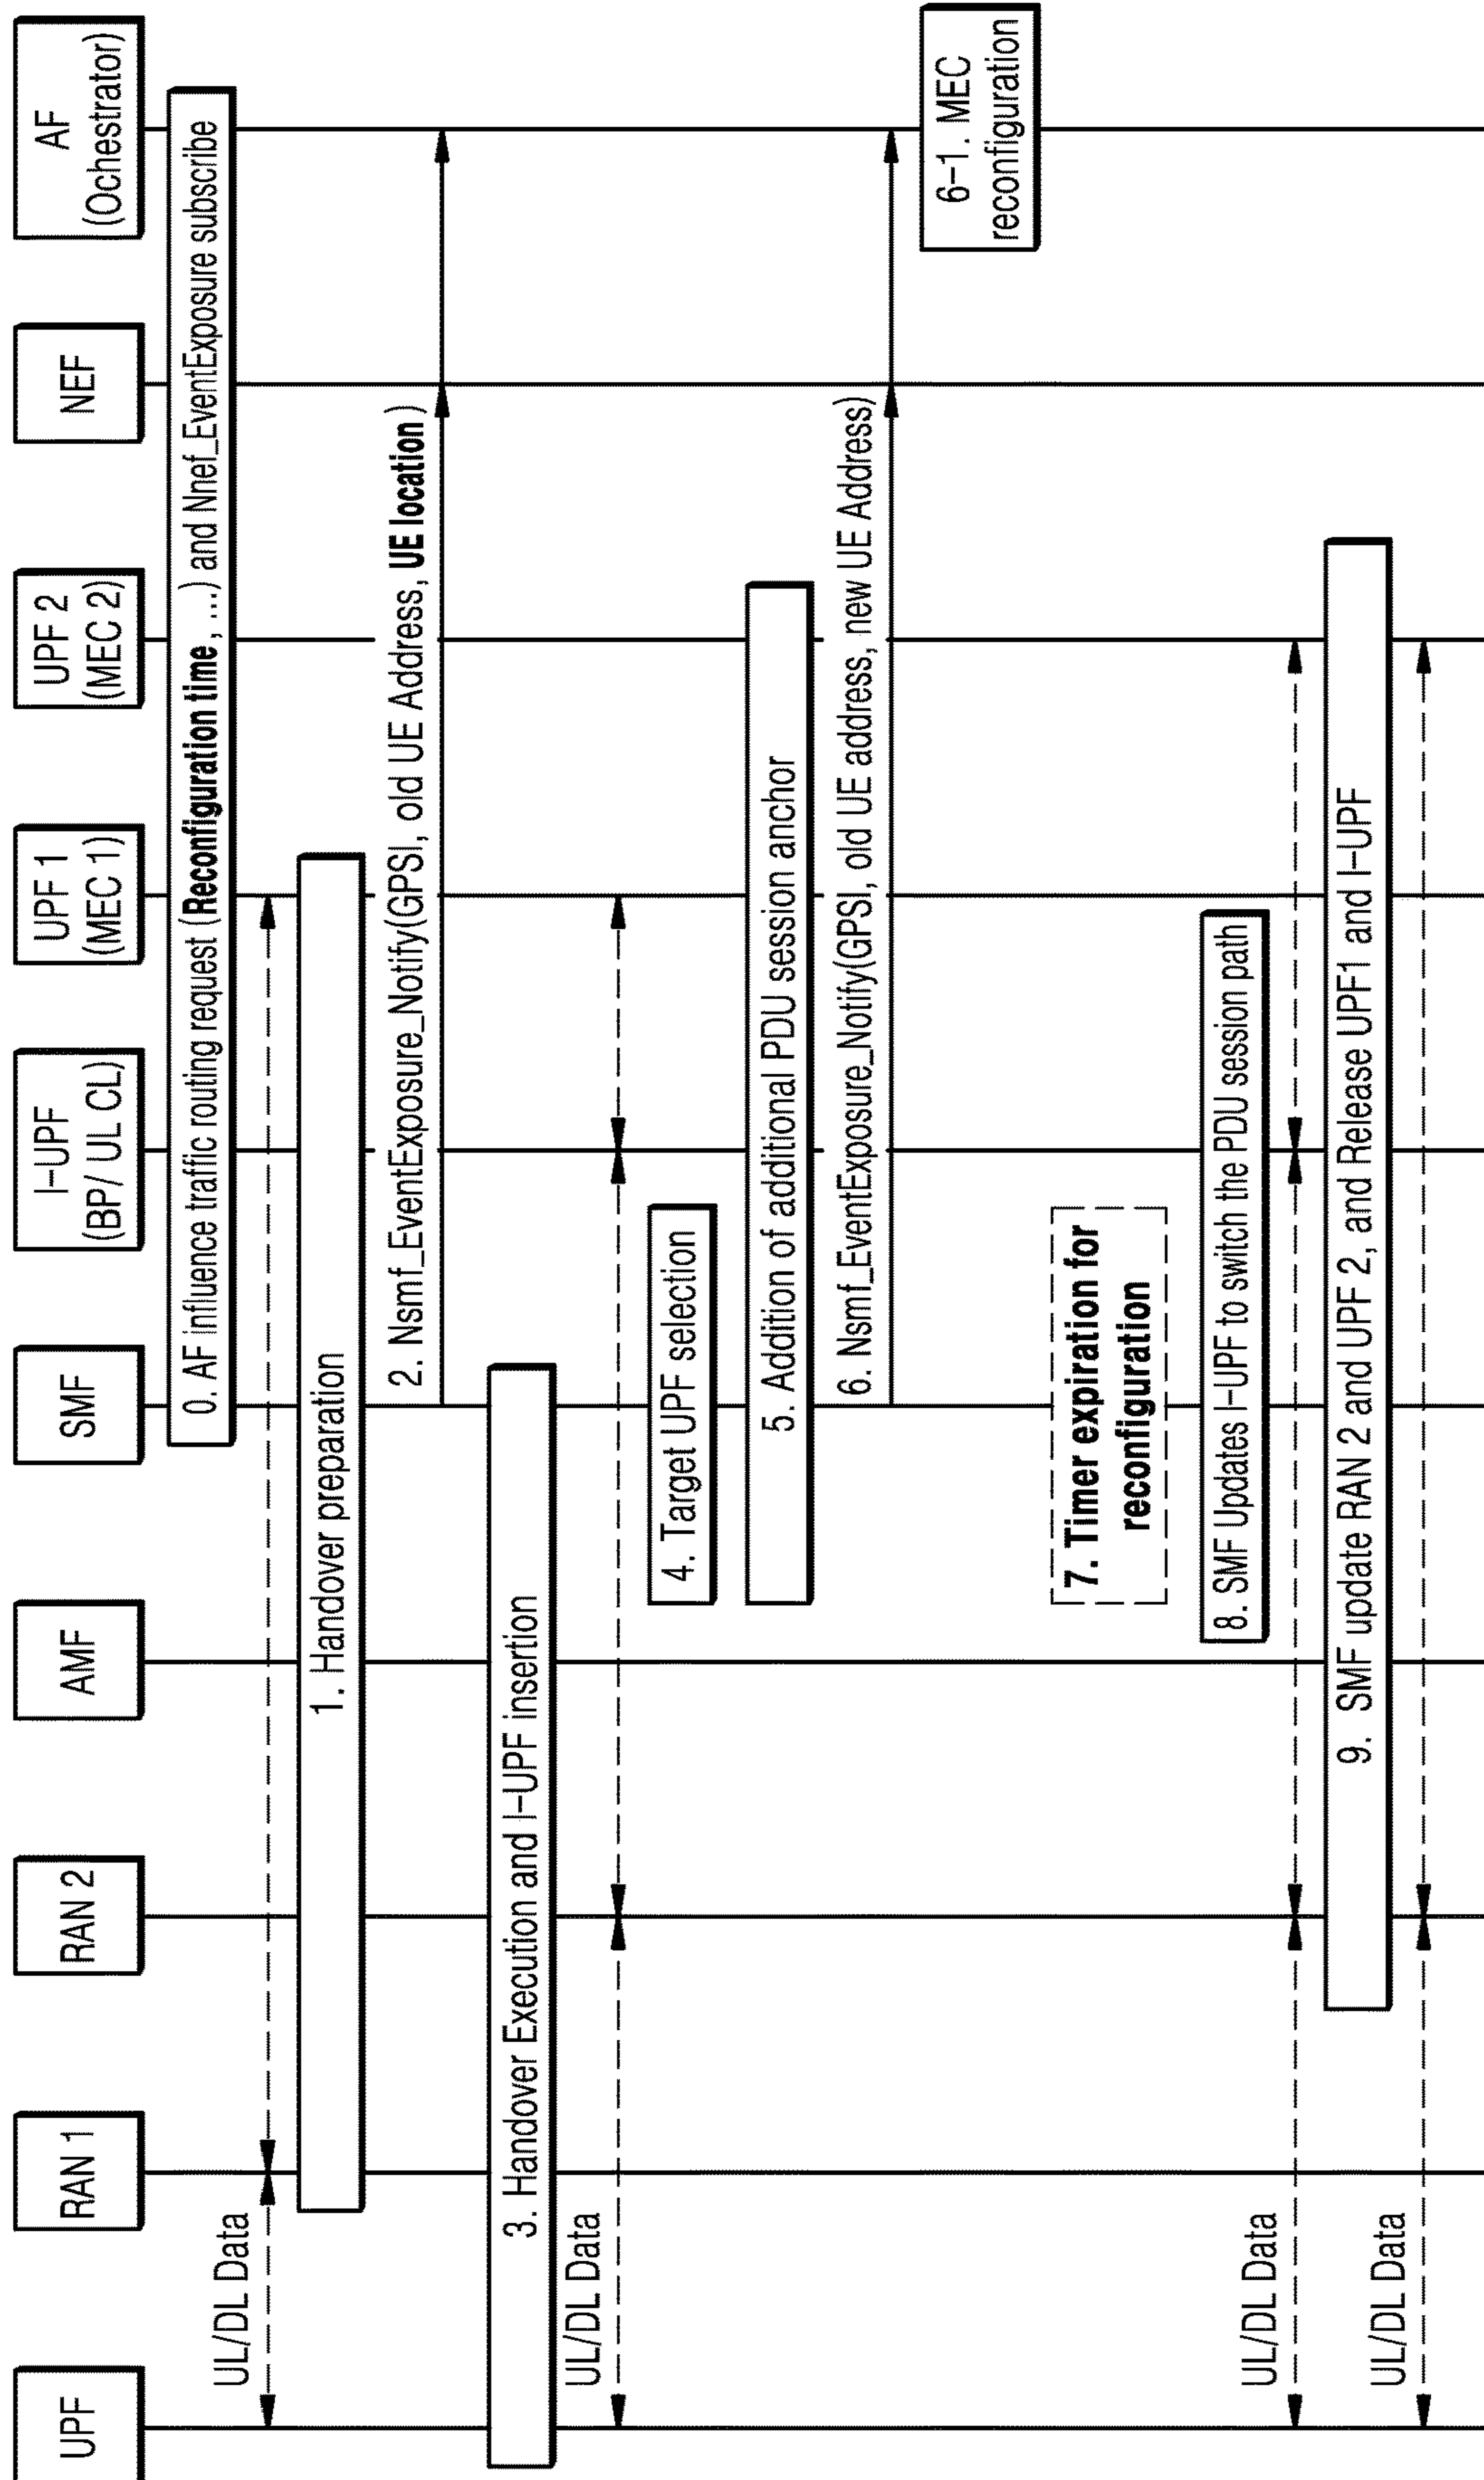 UPF
RAN 1
RAN 2
AMF
SMF
I-UPF
(BP/ UL CL)
UPF 1
(MEC 1)
UPF 2
(MEC 2)
NEF
AF
(Ochestrator)
0. AF influence traffic routing request (Reconfiguration time, ...) and Nnef_EventExposure subscribe
UL/DL Data
1. Handover preparation
2. Nsmf_EventExposure_Notify(GPSI, old UE Address, UE location)
3. Handover Execution and I-UPF insertion
UL/DL Data
4. Target UPF selection
5. Addition of additional PDU session anchor
6. Nsmf_EventExposure_Notify(GPSI, old UE address, new UE Address)
6-1. MEC
reconfiguration
7. Timer expiration for
reconfiguration
8. SMF Updates I-UPF to switch the PDU session path
UL/DL Data
9. SMF update RAN 2 and UPF 2, and Release UPF1 and I-UPF
UL/DL Data